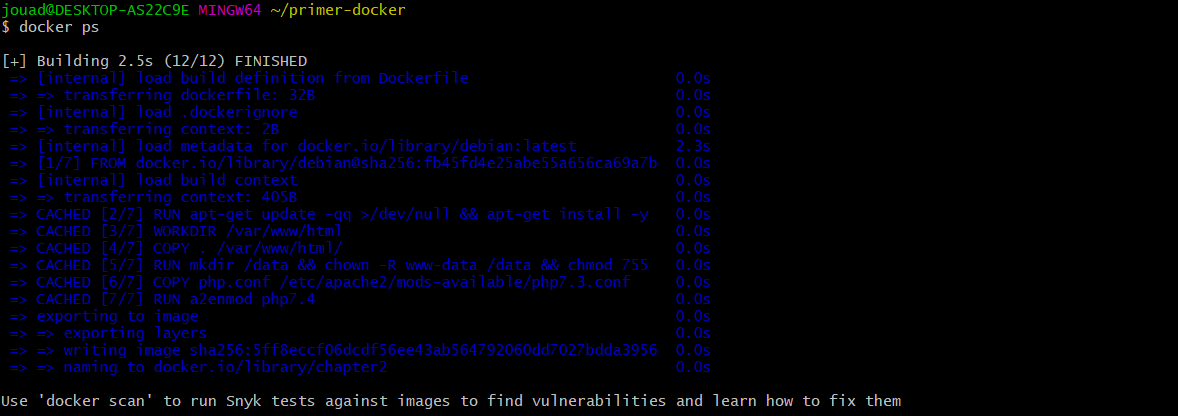 jouad@DESKTOP-AS22C9E MINGW64 ~/primer-docker
$ docker ps
[+] Building 2.5s (12/12) FINISHED
=> [internal] load build definition from Dockerfile 0.0s
=> => transferring dockerfile: 32B 0.0s
=> [internal] load .dockerignore 0.0s
=> => transferring context: 2B 0.0s
=> [internal] load metadata for docker.io/library/debian:latest 2.3s
=> [1/7] FROM docker.io/library/debian@sha256:fb45fd4e25abe55a656ca69a7b 0.0s
=> [internal] load build context 0.0s
=> => transferring context: 405B 0.0s
=> CACHED [2/7] RUN apt-get update -qq >/dev/null && apt-get install -y 0.0s
=> CACHED [3/7] WORKDIR /var/www/html 0.0s
=> CACHED [4/7] COPY . /var/www/html/ 0.0s
=> CACHED [5/7] RUN mkdir /data && chown -R www-data /data && chmod 755 0.0s
=> CACHED [6/7] COPY php.conf /etc/apache2/mods-available/php7.3.conf 0.0s
=> CACHED [7/7] RUN a2enmod php7.4 0.0s
=> exporting to image 0.0s
=> => exporting layers 0.0s
=> => writing image sha256:5ff8eccf06dcdf56ee43ab564792060dd7027bdda3956 0.0s
=> => naming to docker.io/library/chapter2 0.0s
Use 'docker scan' to run Snyk tests against images to find vulnerabilities and learn how to fix them